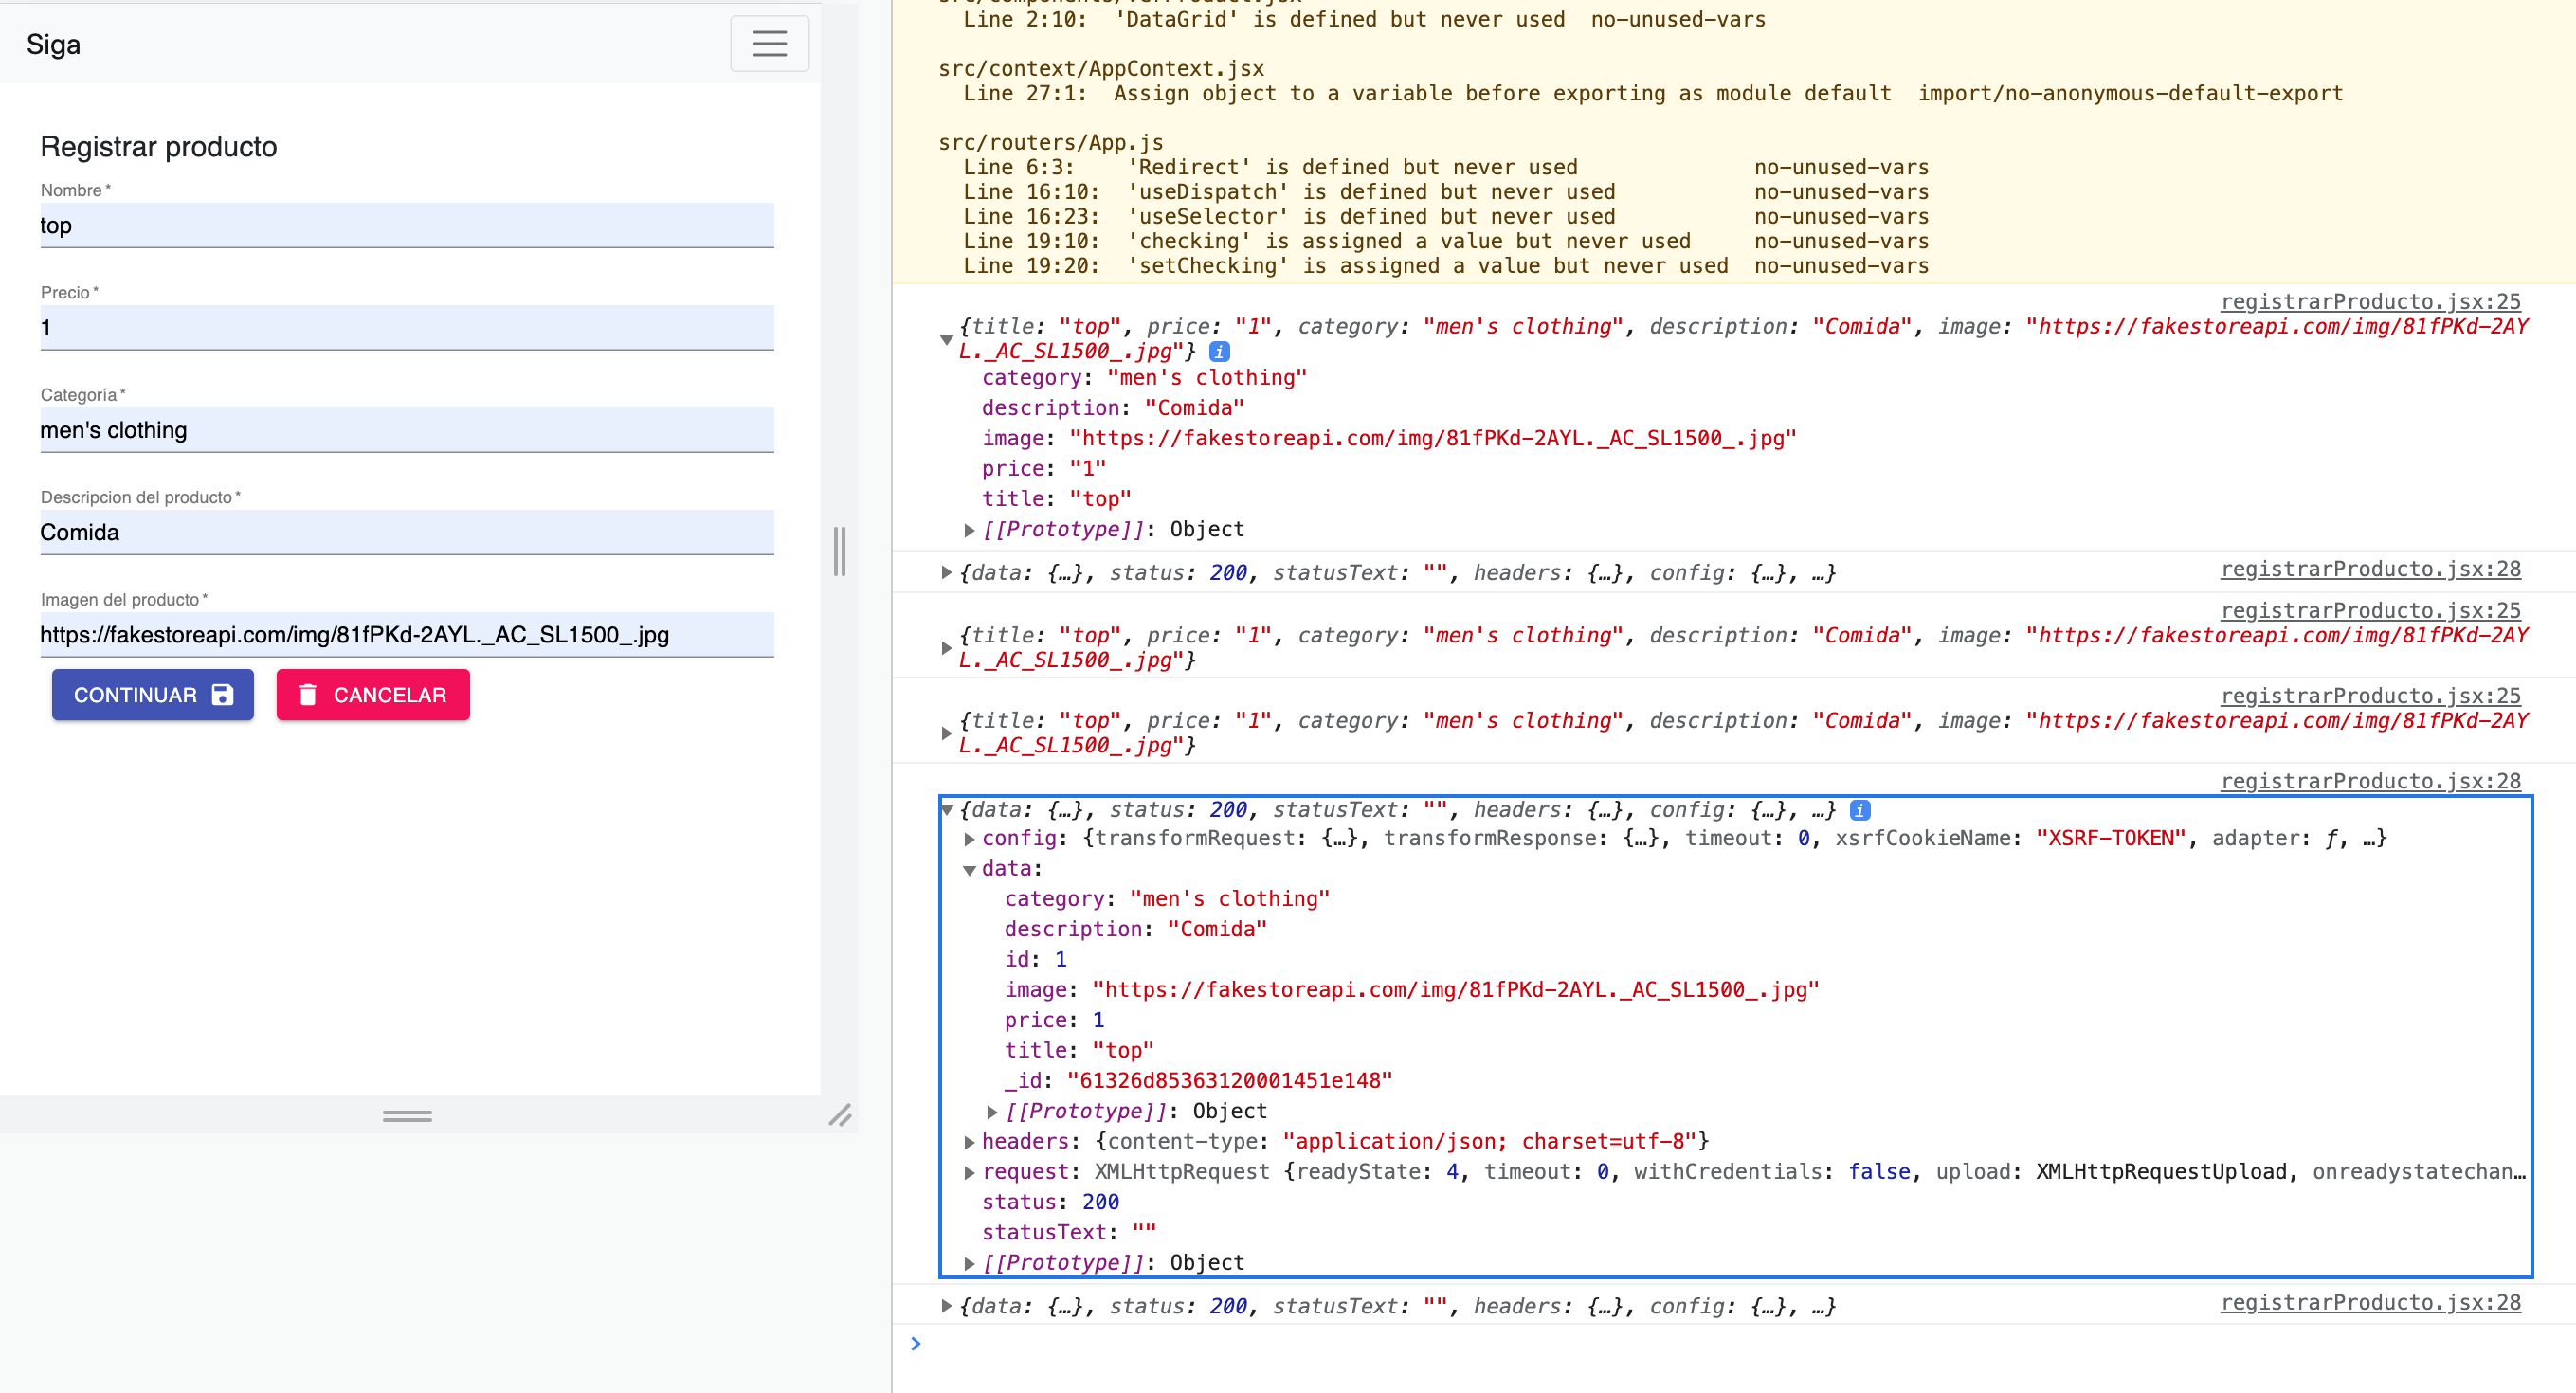 Siga
Registrar producto
Nombre *
top
Precio *
1
Categoría *
men's clothing
Descripcion del producto *
Comida
Imagen del producto *
https://fakestoreapi.com/img/81fPKd-2AYL._AC_SL1500_.jpg
CONTINUAR
CANCELAR
Line 2:10: 'DataGrid' is defined but never used no-unused-vars
src/context/AppContext.jsx
Line 27:1: Assign object to a variable before exporting as module default import/no-anonymous-default-export
src/routers/App.js
Line 6:3: 'Redirect' is defined but never used no-unused-vars
Line 16:10: 'useDispatch' is defined but never used no-unused-vars
Line 16:23: 'useSelector' is defined but never used no-unused-vars
Line 19:10: 'checking' is assigned a value but never used no-unused-vars
Line 19:20: 'setChecking' is assigned a value but never used no-unused-vars
registrarProducto.jsx:25
{title: "top", price: "1", category: "men's clothing", description: "Comida", image: "https://fakestoreapi.com/img/81fPKd-2AY
L._AC_SL1500_.jpg"} i
category: "men's clothing"
description: "Comida"
image: "https://fakestoreapi.com/img/81fPKd-2AYL._AC_SL1500_.jpg"
price: "1"
title: "top"
[[Prototype]]: Object
{data: {…}, status: 200, statusText: "", headers: {…}, config: {…}, …} registrarProducto.jsx:28
registrarProducto.jsx:25
{title: "top", price: "1", category: "men's clothing", description: "Comida", image: "https://fakestoreapi.com/img/81fPKd-2AY
L._AC_SL1500_.jpg"}
registrarProducto.jsx:25
{title: "top", price: "1", category: "men's clothing", description: "Comida", image: "https://fakestoreapi.com/img/81fPKd-2AY
L._AC_SL1500_.jpg"}
registrarProducto.jsx:28
{data: {…}, status: 200, statusText: "", headers: {…}, config: {…}, …} i
config: {transformRequest: {…}, transformResponse: {…}, timeout: 0, xsrfCookieName: "XSRF-TOKEN", adapter: ƒ, …}
data:
category: "men's clothing"
description: "Comida"
id: 1
image: "https://fakestoreapi.com/img/81fPKd-2AYL._AC_SL1500_.jpg"
price: 1
title: "top"
_id: "61326d85363120001451e148"
[[Prototype]]: Object
headers: {content-type: "application/json; charset=utf-8"}
request: XMLHttpRequest {readyState: 4, timeout: 0, withCredentials: false, upload: XMLHttpRequestUpload, onreadystatechan…
status: 200
statusText: ""
[[Prototype]]: Object
{data: {…}, status: 200, statusText: "", headers: {…}, config: {…}, …} registrarProducto.jsx:28